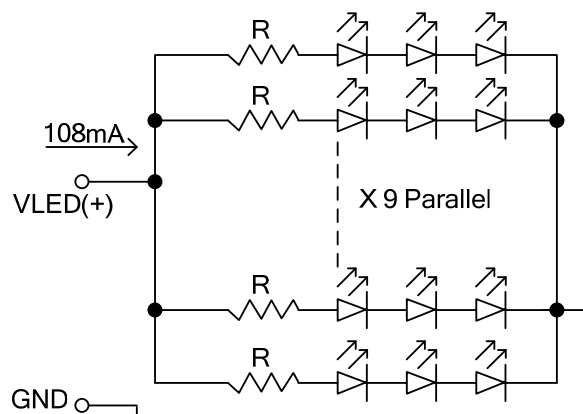 R
R
108mA
VLED(+)
X 9 Parallel
R
R
GND